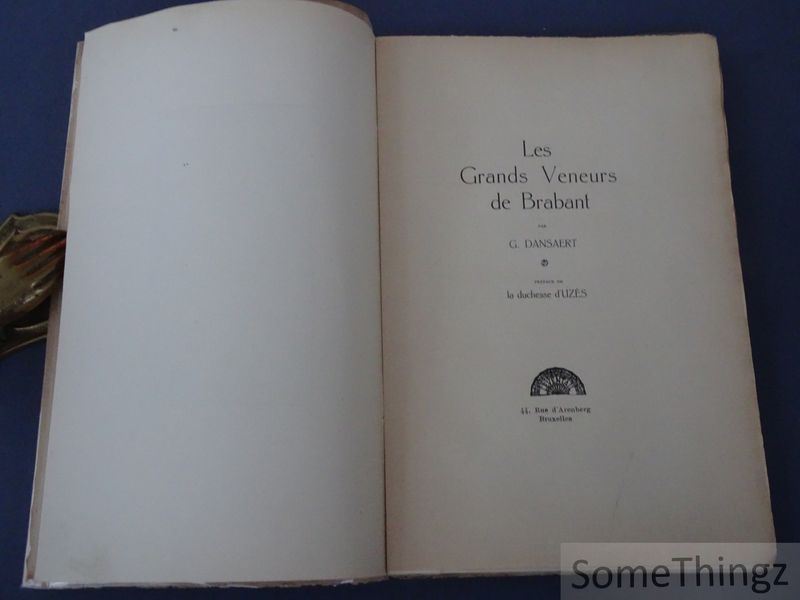 Les
Grands Veneurs
de Brabant
PAR
G. DANSAERT
PRÉFACE DE
la duchesse d'UZÈS
44, Rue d'Arenberg
Bruxelles
SomeThingz